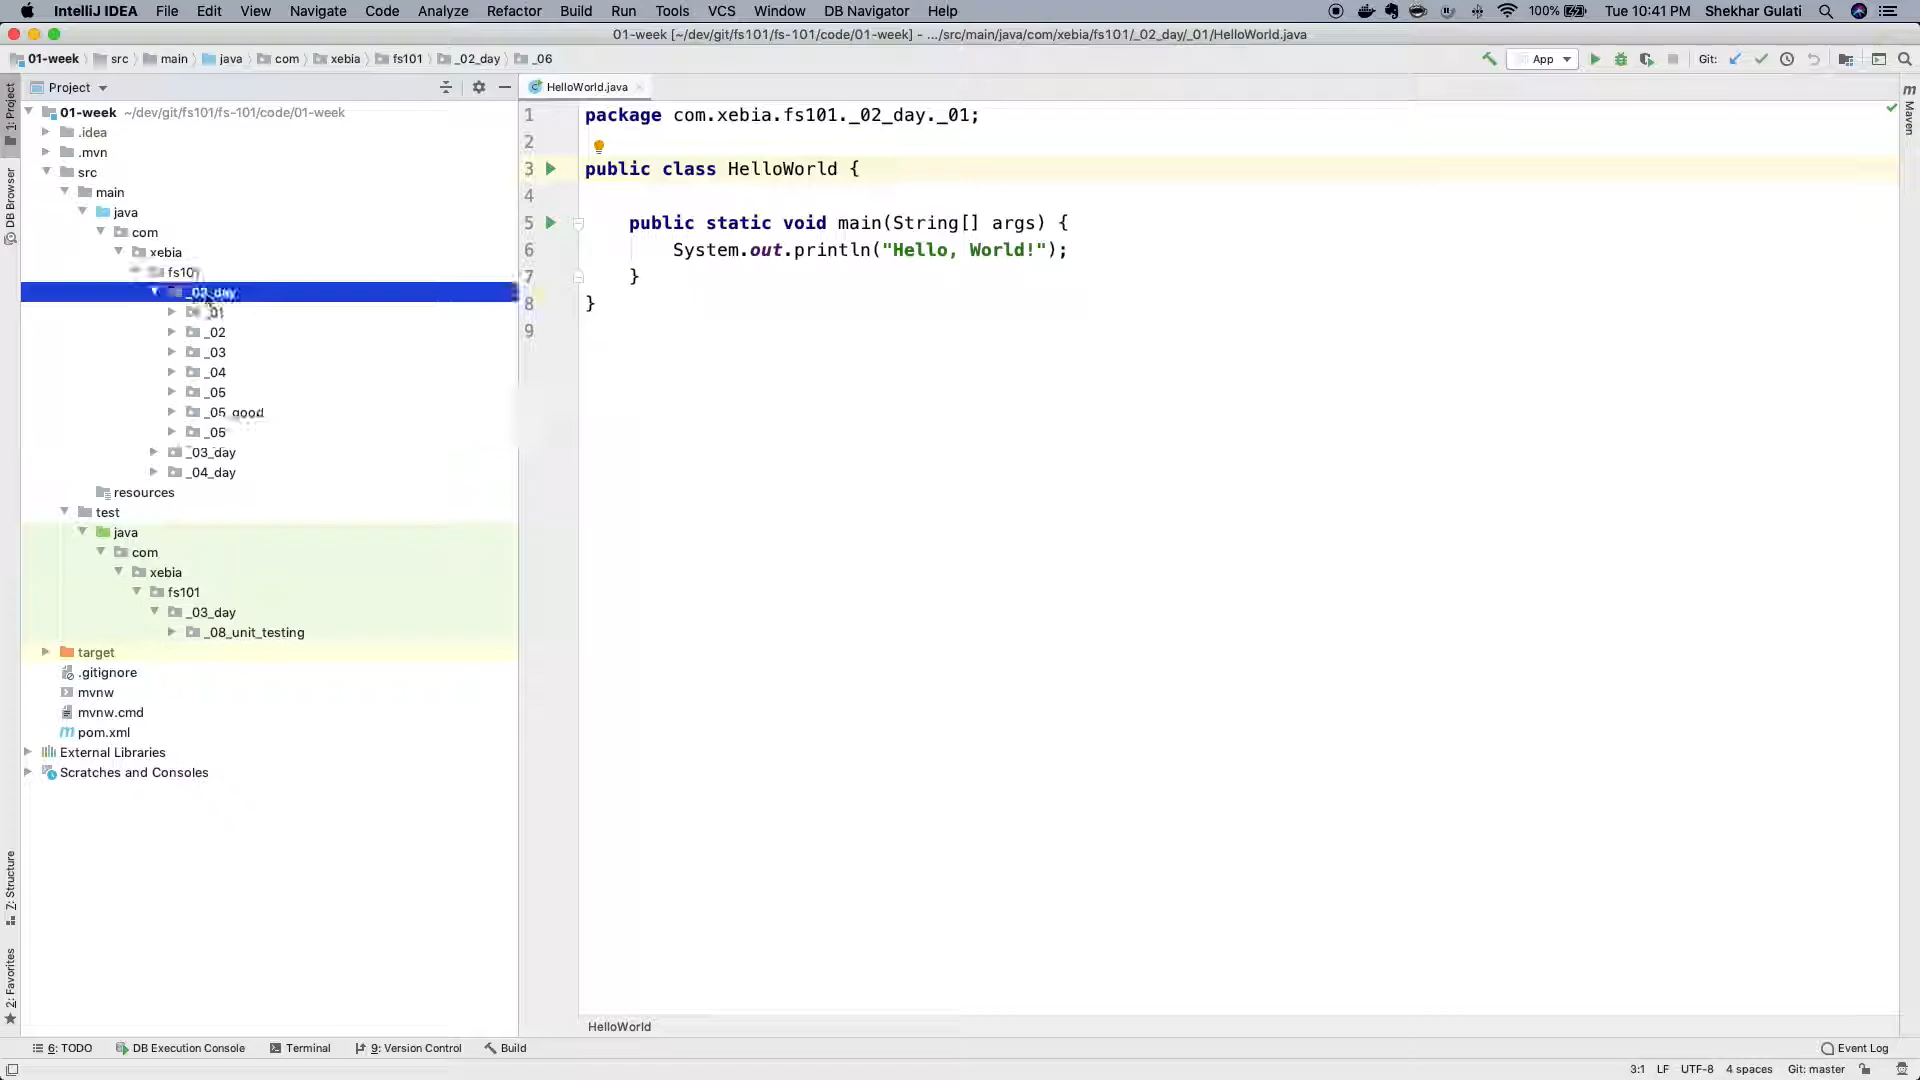 IntelliJ IDEA File Edit View Navigate Code Analyze Refactor Build Run Tools VCS Window DB Navigator Help 100% Tue 10:41 PM Shekhar Gulati
01-week [~/dev/git/fs101/fs-101/code/01-week] - .../src/main/java/com/xebia/fs101/_02_day/_01/HelloWorld.java
01-week src main java com xebia fs101 _02_day _06 App Git:
Project
HelloWorld.java
1: Project
DB Browser
Z: Structure
2: Favorites
01-week ~/dev/git/fs101/fs-101/code/01-week
.idea
.mvn
src
main
java
com
xebia
fs101
_02_day
_01
_02
_03
_04
_05
_05_good
_05
_03_day
_04_day
resources
test
java
com
xebia
fs101
_03_day
_08_unit_testing
target
.gitignore
mvnw
mvnw.cmd
pom.xml
External Libraries
Scratches and Consoles
1 package com.xebia.fs101._02_day._01;
2
3 public class HelloWorld {
4
5 public static void main(String[] args) {
6 System.out.println("Hello, World!");
7 }
8 }
9
m Maven
HelloWorld
6: TODO DB Execution Console Terminal 9: Version Control Build Event Log
3:1 LF UTF-8 4 spaces Git: master